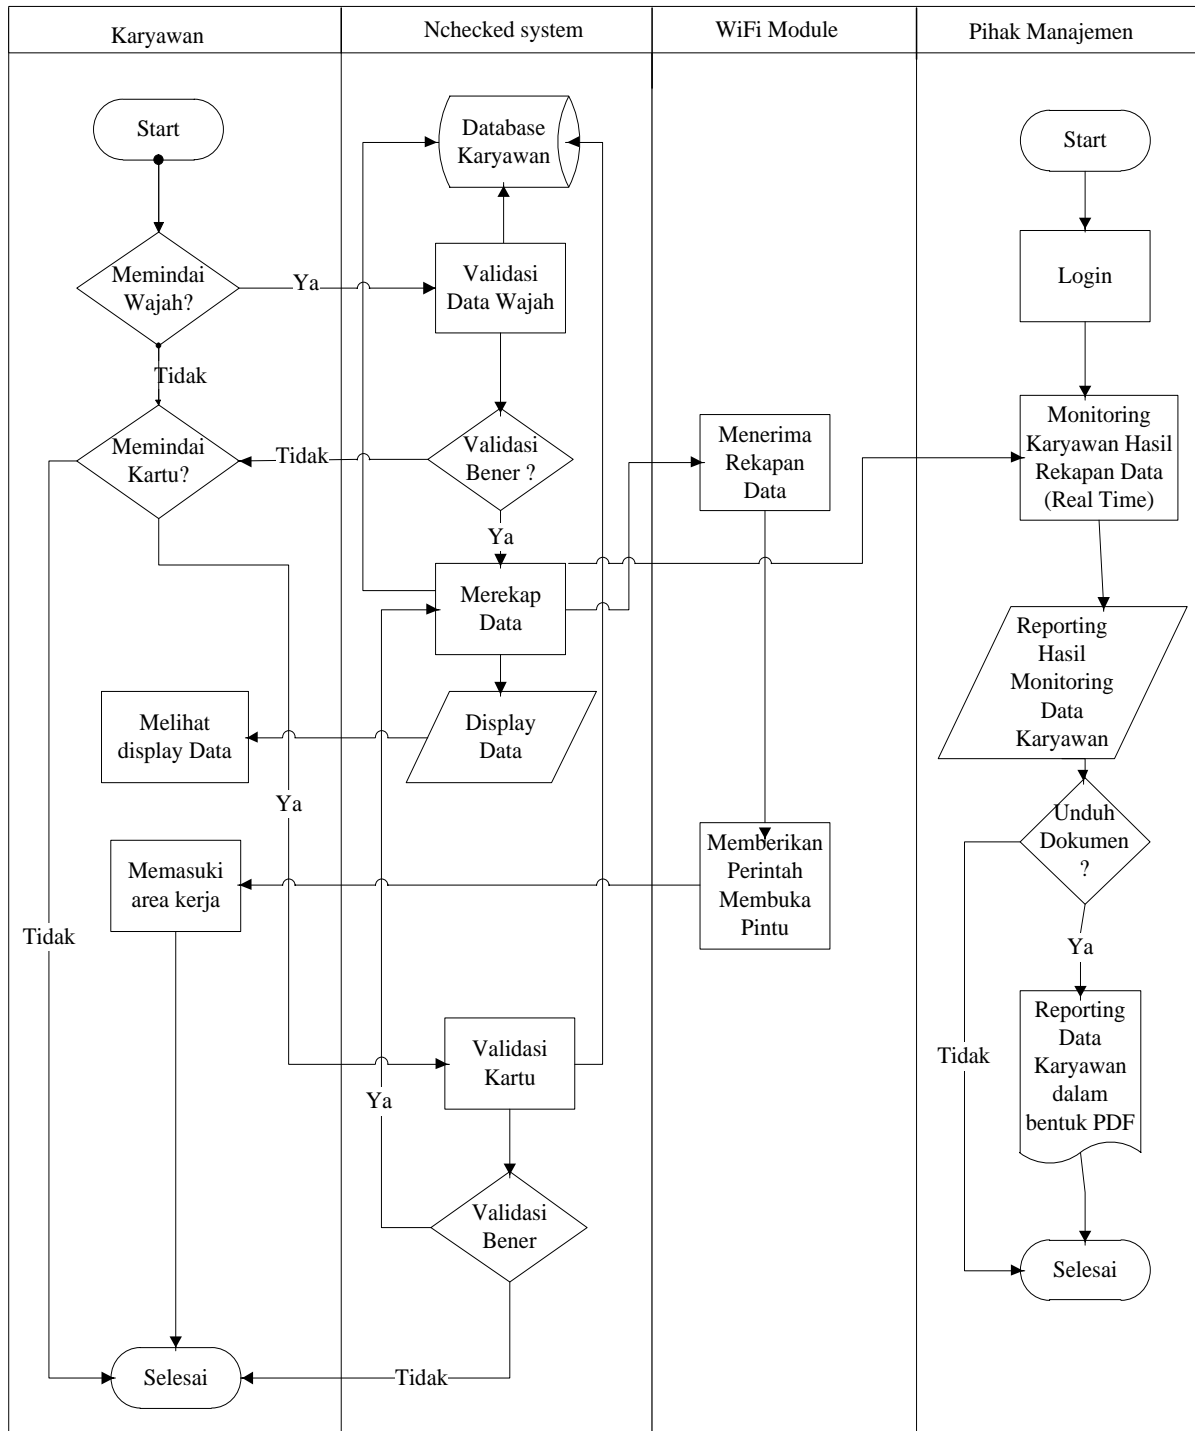 Karyawan
Nchecked system
WiFi Module
Pihak Manajemen
Start
Memindai
Wajah?
Ya
Tidak
Memindai
Kartu?
Tidak
Ya
Melihat
display Data
Memasuki
area kerja
Tidak
Selesai
Database
Karyawan
Validasi
Data Wajah
Validasi
Bener ?
Ya
Merekap
Data
Display
Data
Validasi
Kartu
Ya
Validasi
Bener
Tidak
Menerima
Rekapan
Data
Memberikan
Perintah
Membuka
Pintu
Start
Login
Monitoring
Karyawan Hasil
Rekapan Data
(Real Time)
Reporting
Hasil
Monitoring
Data
Karyawan
Unduh
Dokumen
?
Ya
Tidak
Reporting
Data
Karyawan
dalam
bentuk PDF
Selesai